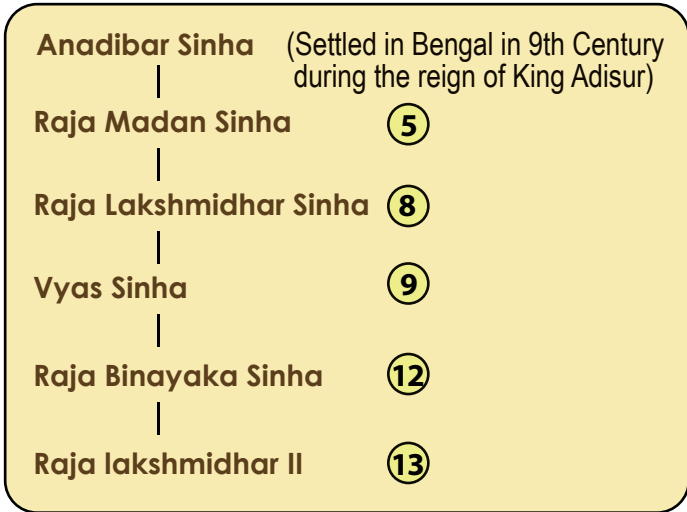 Anadibar Sinha (Settled in Bengal in 9th Century
during the reign of King Adisur)
Raja Madan Sinha 5
Raja Lakshmidhar Sinha 8
Vyas Sinha 9
Raja Binayaka Sinha 12
Raja lakshmidhar II 13